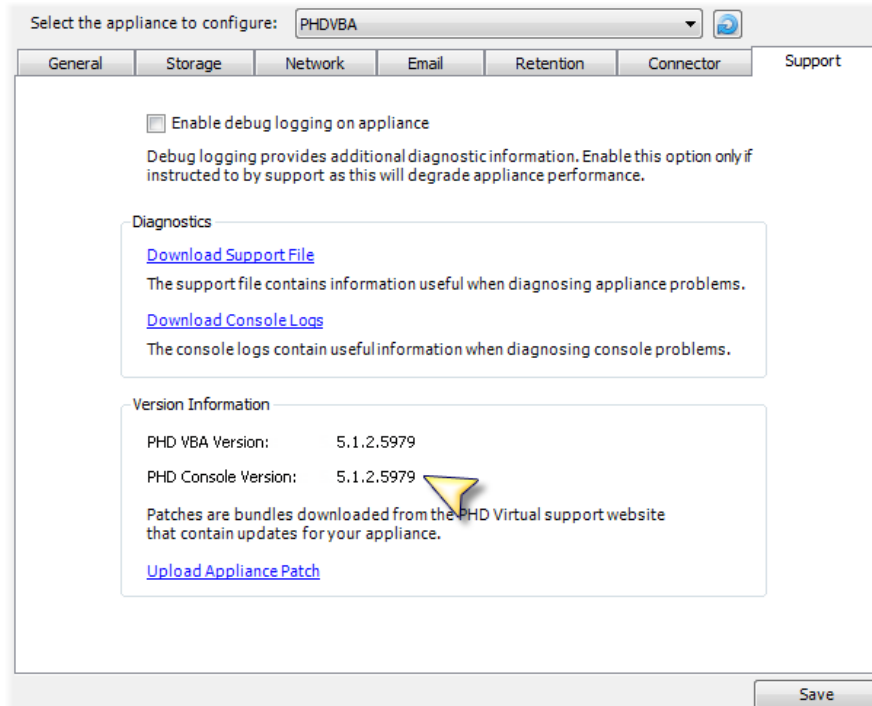 Select the appliance to configure: PHDVBA
General Storage Network Email Retention Connector Support
Enable debug logging on appliance
Debug logging provides additional diagnostic information. Enable this option only if
instructed to by support as this will degrade appliance performance.
Diagnostics
Download Support File
The support file contains information useful when diagnosing appliance problems.
Download Console Logs
The console logs contain useful information when diagnosing console problems.
Version Information
PHD VBA Version: 5.1.2.5979
PHD Console Version: 5.1.2.5979
Patches are bundles downloaded from the PHD Virtual support website
that contain updates for your appliance.
Upload Appliance Patch
Save